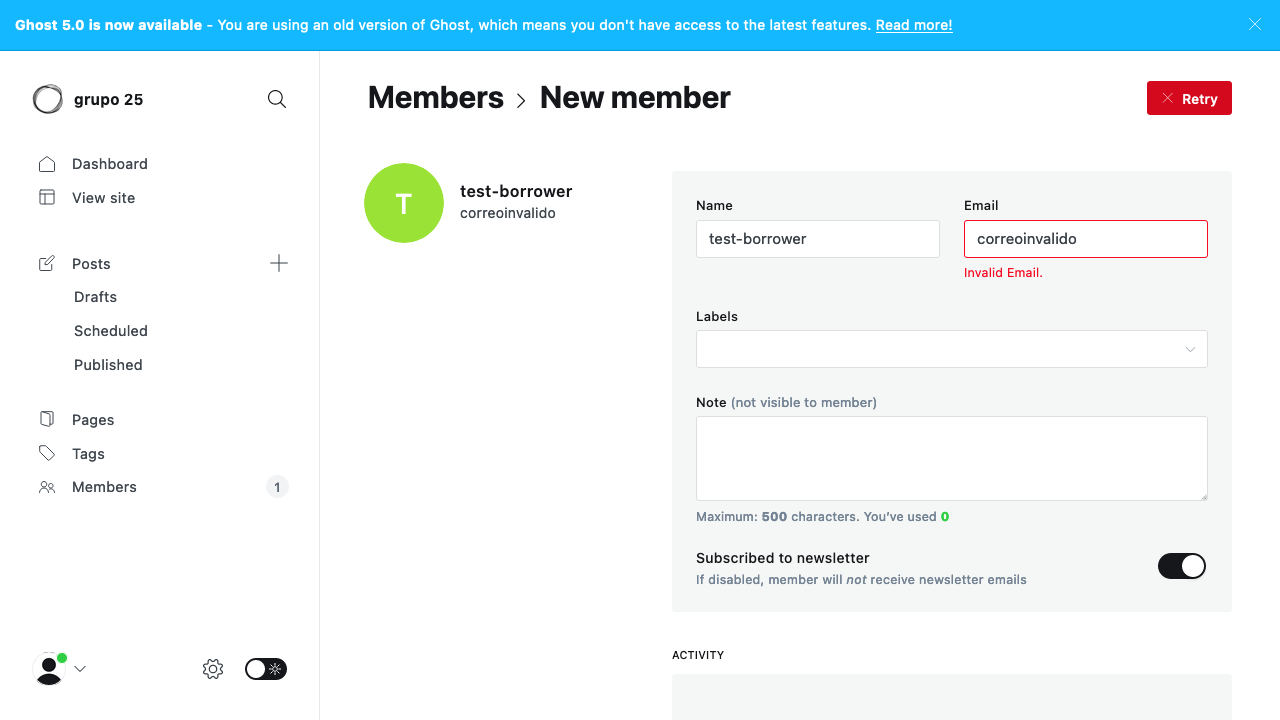 Ghost 5.0 is now available - You are using an old version of Ghost, which means you don't have access to the latest features. Read more!
grupo 25
Dashboard
View site
Posts
Drafts
Scheduled
Published
Pages
Tags
Members 1
Members > New member
Retry
T
test-borrower
correoinvalido
Name
test-borrower
Email
correoinvalido
Invalid Email.
Labels
Note (not visible to member)
Maximum: 500 characters. You’ve used 0
Subscribed to newsletter
If disabled, member will not receive newsletter emails
ACTIVITY